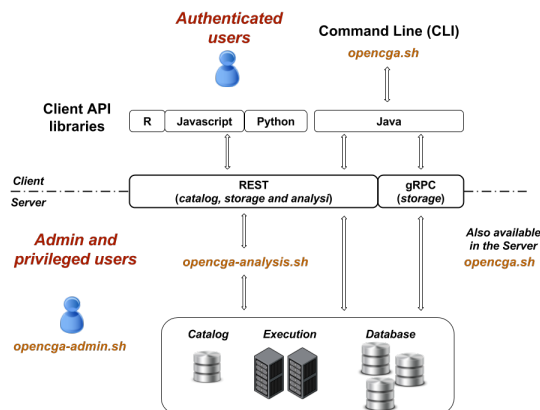 Authenticated
users
Command Line (CLI)
opencga.sh
Client API
libraries
R
Javascript
Python
Java
Client
Server
REST
(catalog, storage and analysi)
gRPC
(storage)
Admin and
privileged users
opencga-analysis.sh
Also available
in the Server
opencga.sh
opencga-admin.sh
Catalog
Execution
Database